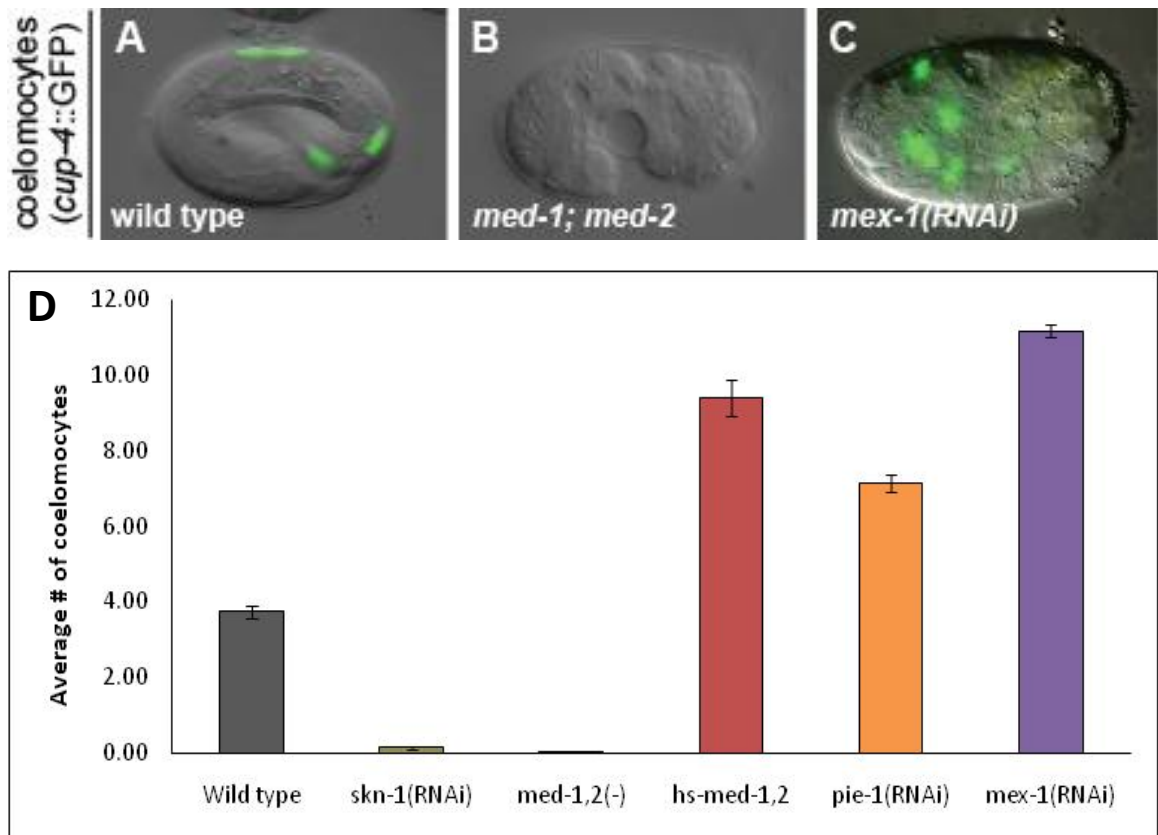 coelomocytes
(cup-4::GFP)
A
wild type
B
med-1; med-2
C
mex-1(RNAi)
D
Average # of coelomocytes
12.00
10.00
8.00
6.00
4.00
2.00
0.00
Wild type
skn-1(RNAi)
med-1,2(-)
hs-med-1,2
pie-1(RNAi)
mex-1(RNAi)